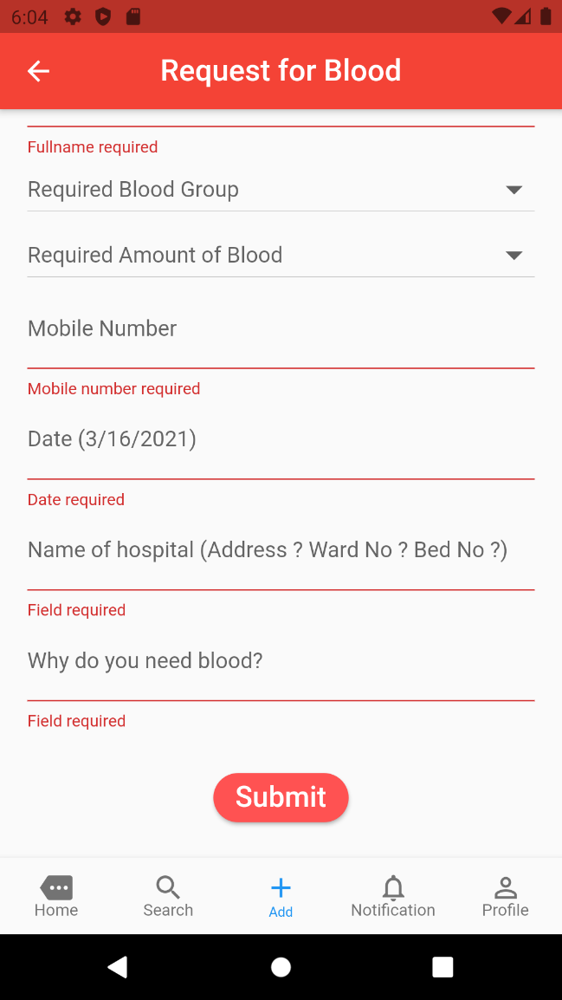 6:04
Request for Blood
Fullname required
Required Blood Group
Required Amount of Blood
Mobile Number
Mobile number required
Date (3/16/2021)
Date required
Name of hospital (Address ? Ward No ? Bed No ?)
Field required
Why do you need blood?
Field required
Submit
Home Search Add Notification Profile